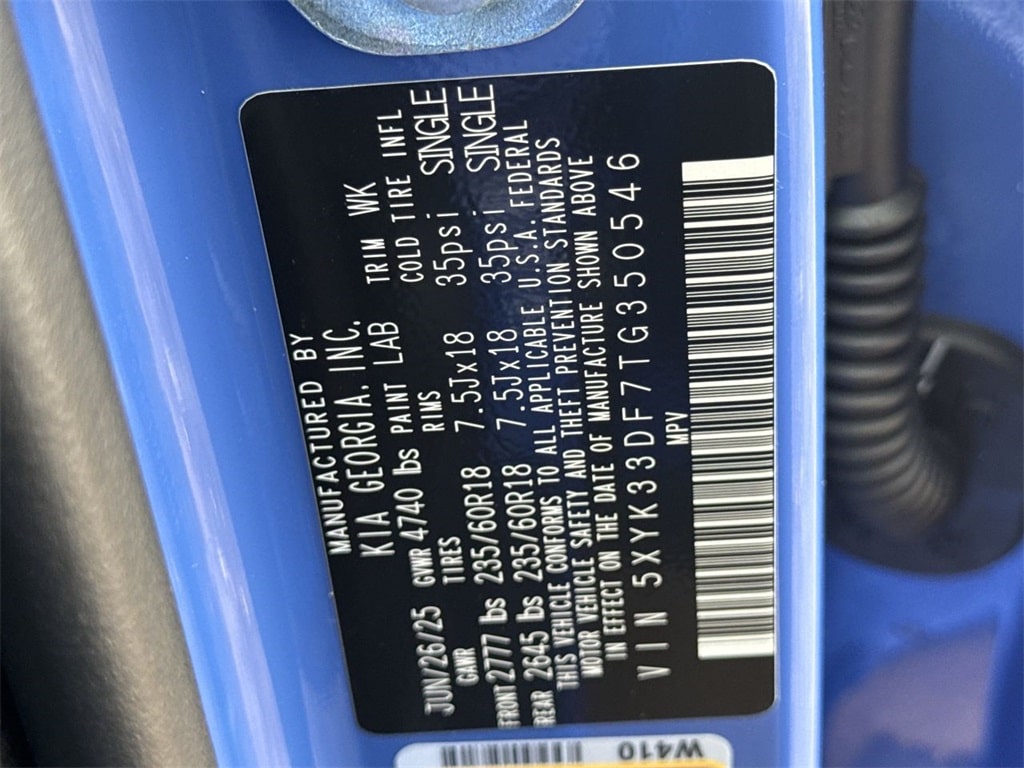 MANUFACTURED BY
KIA GEORGIA. INC.
JUN/26/25 GVWR 4740 lbs PAINT LAB TRIM WK
GAWR TIRES RIMS COLD TIRE INFL
FRONT 2777 lbs 235/60R18 7.5Jx18 35psi SINGLE
REAR 2645 lbs 235/60R18 7.5Jx18 35psi SINGLE
THIS VEHICLE CONFORMS TO ALL APPLICABLE U.S.A. FEDERAL
MOTOR VEHICLE SAFETY AND THEFT PREVENTION STANDARDS
IN EFFECT ON THE DATE OF MANUFACTURE SHOWN ABOVE
VIN 5XYK33DF7TG350546
MPV
W410